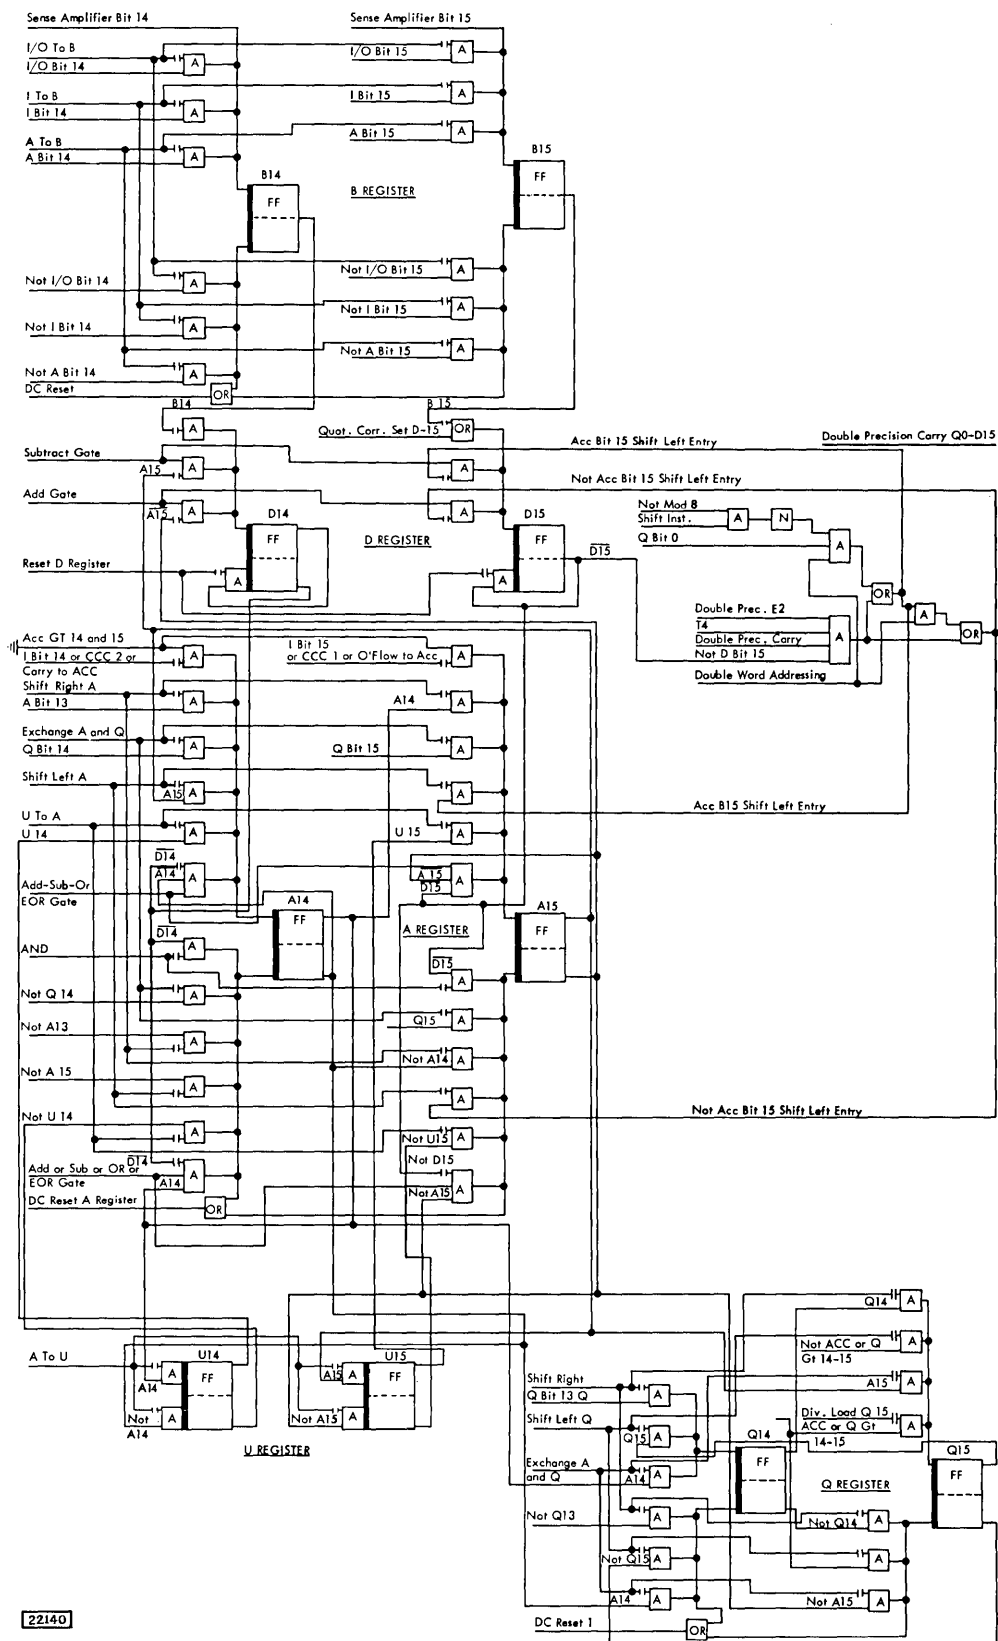 Sense Amplifier Bit 14
Sense Amplifier Bit 15
I/O To B
I/O Bit 14
A
I/O Bit 15
A
I To B
I Bit 14
A
I Bit 15
A
A To B
A Bit 14
A
A Bit 15
A
B14
FF
B REGISTER
B15
FF
Not I/O Bit 14
A
Not I/O Bit 15
A
Not I Bit 14
A
Not I Bit 15
A
Not A Bit 14
A
Not A Bit 15
A
DC Reset
OR
B14
A
B 15
Quot. Corr. Set D-15
OR
Acc Bit 15 Shift Left Entry
Double Precision Carry Q0-D15
Subtract Gate
A15
A
A
Not Acc Bit 15 Shift Left Entry
Add Gate
A15
A
A
D14
FF
A
D REGISTER
D15
FF
A
D15
Reset D Register
Not Mod 8
Shift Inst.
A
N
Q Bit 0
A
OR
Double Prec. E2
T4
Double Prec. Carry
Not D Bit 15
A
A
OR
Double Word Addressing
Acc GT 14 and 15
I Bit 14 or CCC 2 or
Carry to ACC
A
I Bit 15
or CCC 1 or O'Flow to Acc
A
Shift Right A
A Bit 13
A
A14
A
Exchange A and Q
Q Bit 14
A
Q Bit 15
A
Shift Left A
A15
A
A
Acc B15 Shift Left Entry
U To A
U 14
A
U 15
A
D14
A14
A
A 15
D15
A
Add-Sub-Or
EOR Gate
A14
FF
A REGISTER
A15
FF
D14
A
AND
D15
A
Not Q 14
A
Q15
A
Not A13
A
Not A14
A
Not A 15
A
A
Not Acc Bit 15 Shift Left Entry
Not U 14
A
Not U15
A
D14
A14
A
Not D15
Not A15
A
Add or Sub or OR or
EOR Gate
DC Reset A Register
OR
A To U
A14
A
Not
A14
A
U14
FF
A15
A
Not A15
A
U15
FF
U REGISTER
Q14
A
Not ACC or Q
Gt 14-15
A
A15
A
Div. Load Q 15
ACC or Q Gt
14-15
A
Shift Right
Q Bit 13 Q
A
Shift Left Q
Q15
A
Exchange A
and Q
A14
A
Q14
FF
Q REGISTER
Q15
FF
Not Q13
A
Not Q14
A
Not Q15
A
A
A14
A
Not A15
A
DC Reset 1
OR
22140